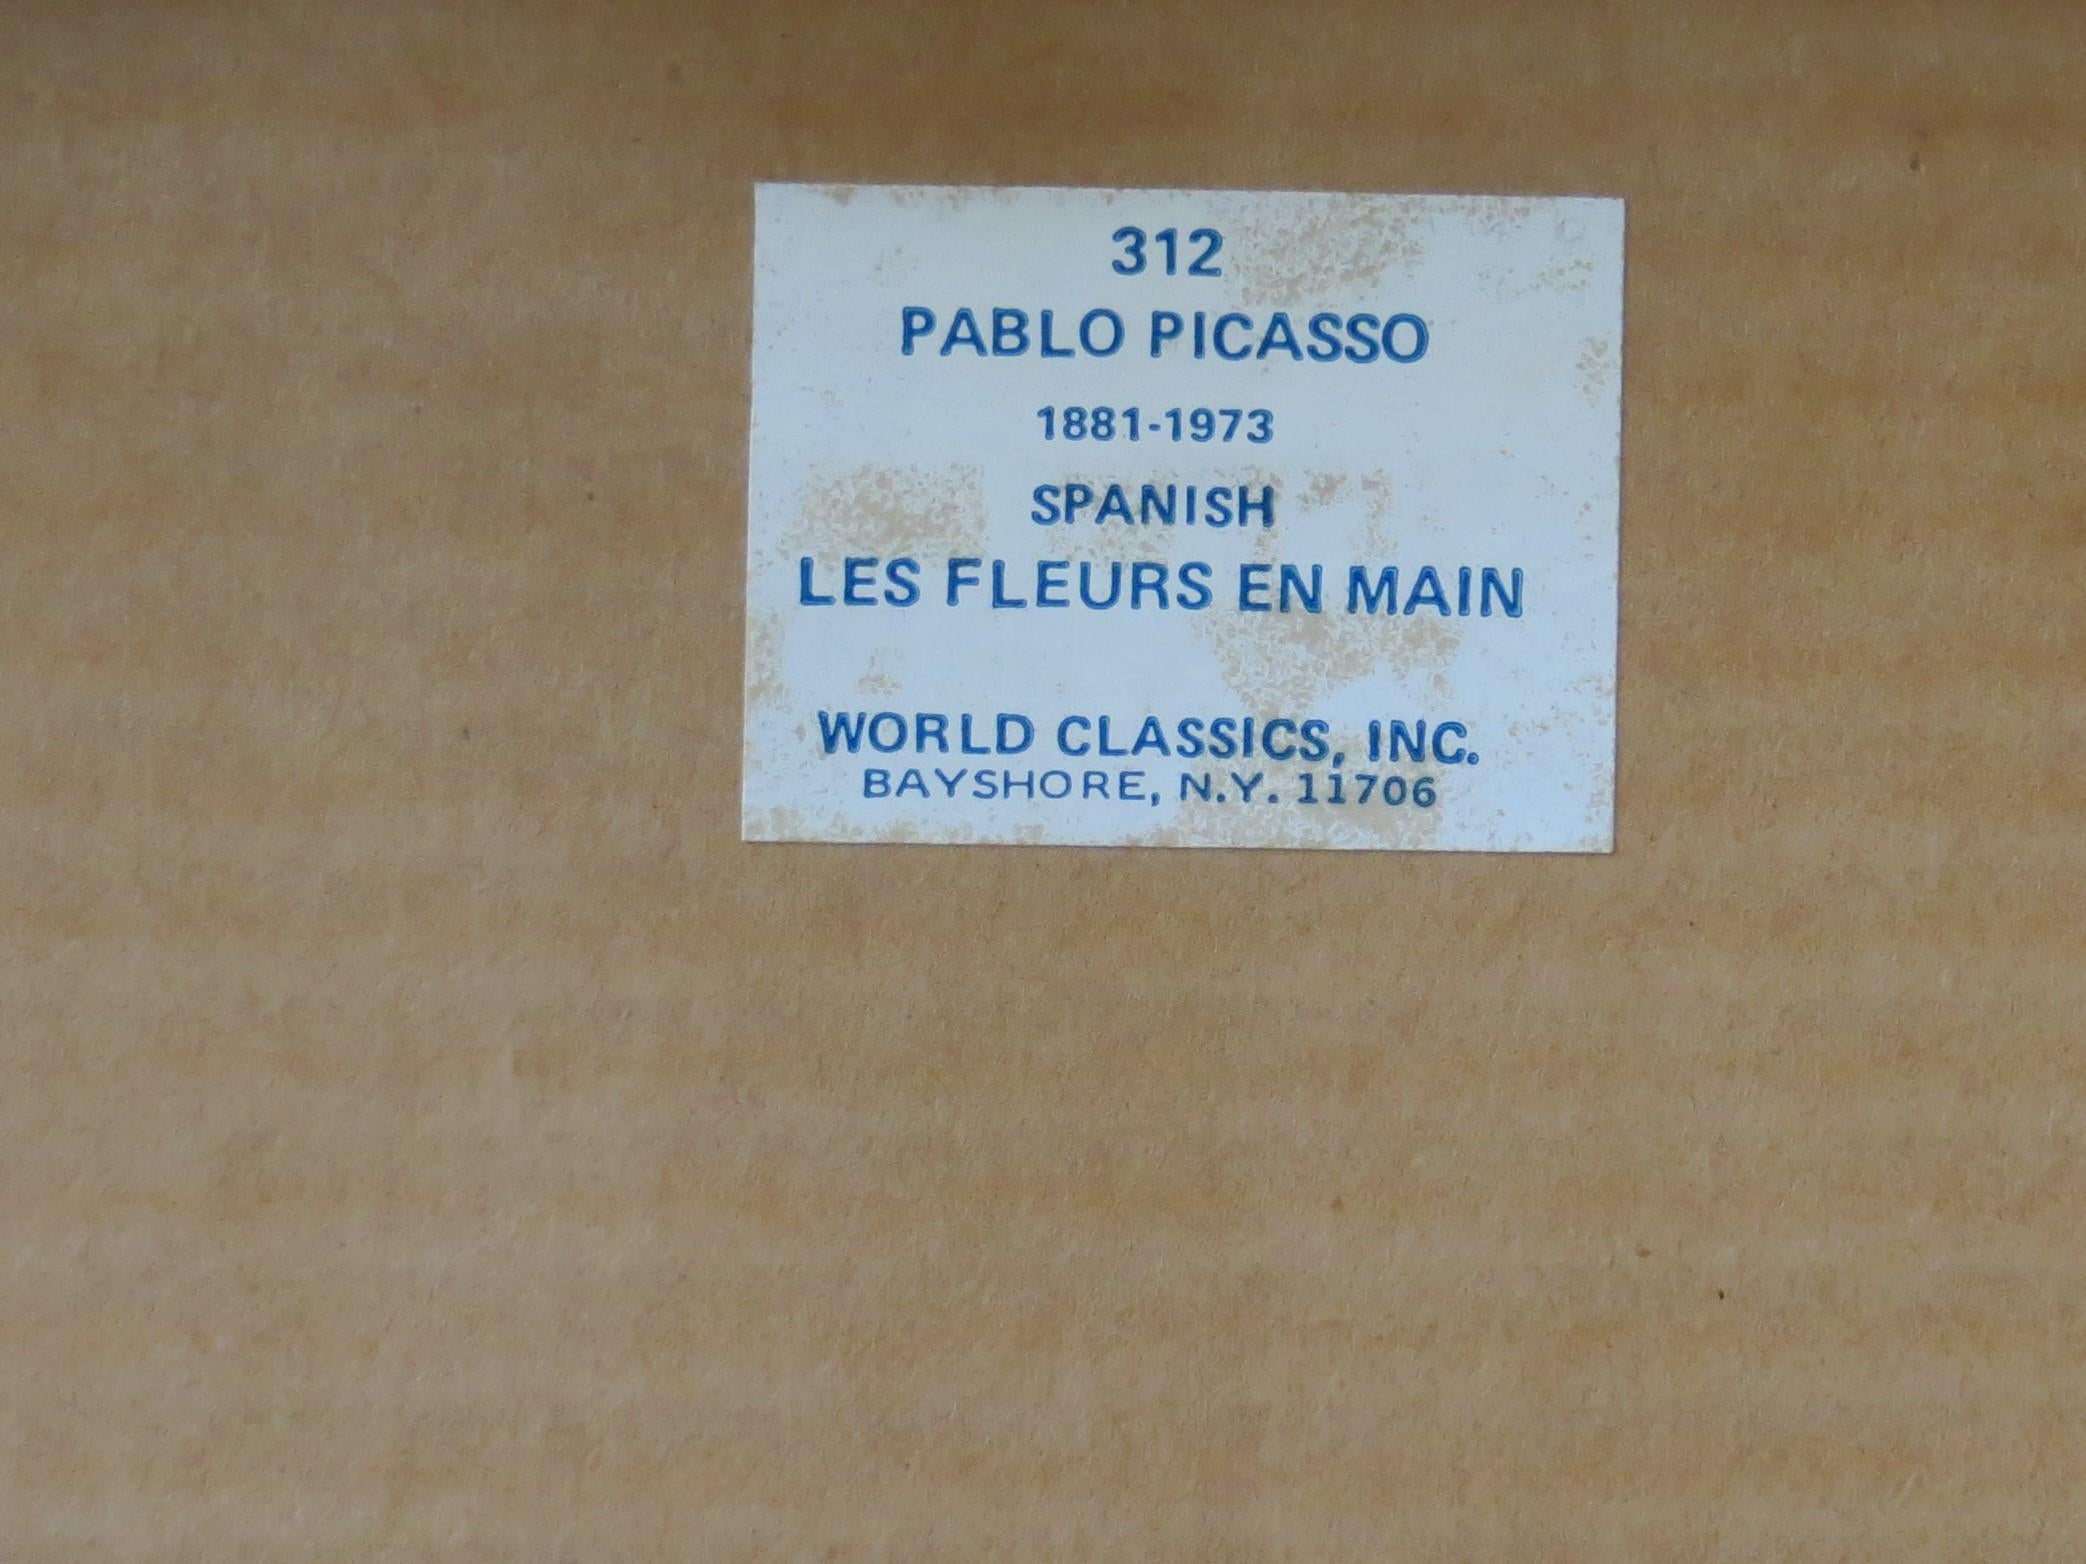 312
PABLO PICASSO
1881-1973
SPANISH
LES FLEURS EN MAIN
WORLD CLASSICS, INC.
BAYSHORE, N.Y. 11706